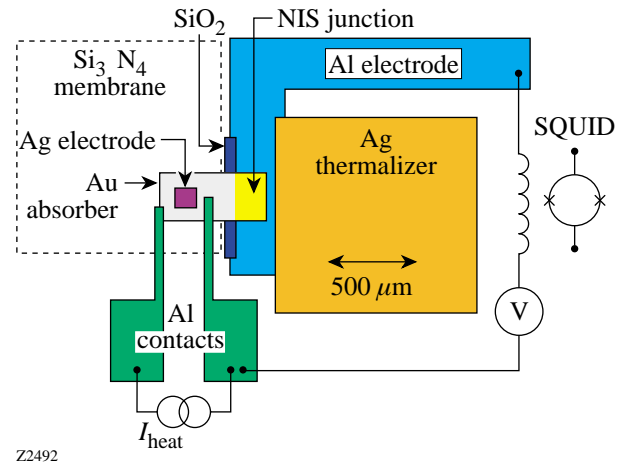 SiO2
NIS junction
Si3 N4
membrane
Al electrode
Ag electrode
Ag
thermalizer
SQUID
Au
absorber
500 μm
V
Al
contacts
Iheat
Z2492